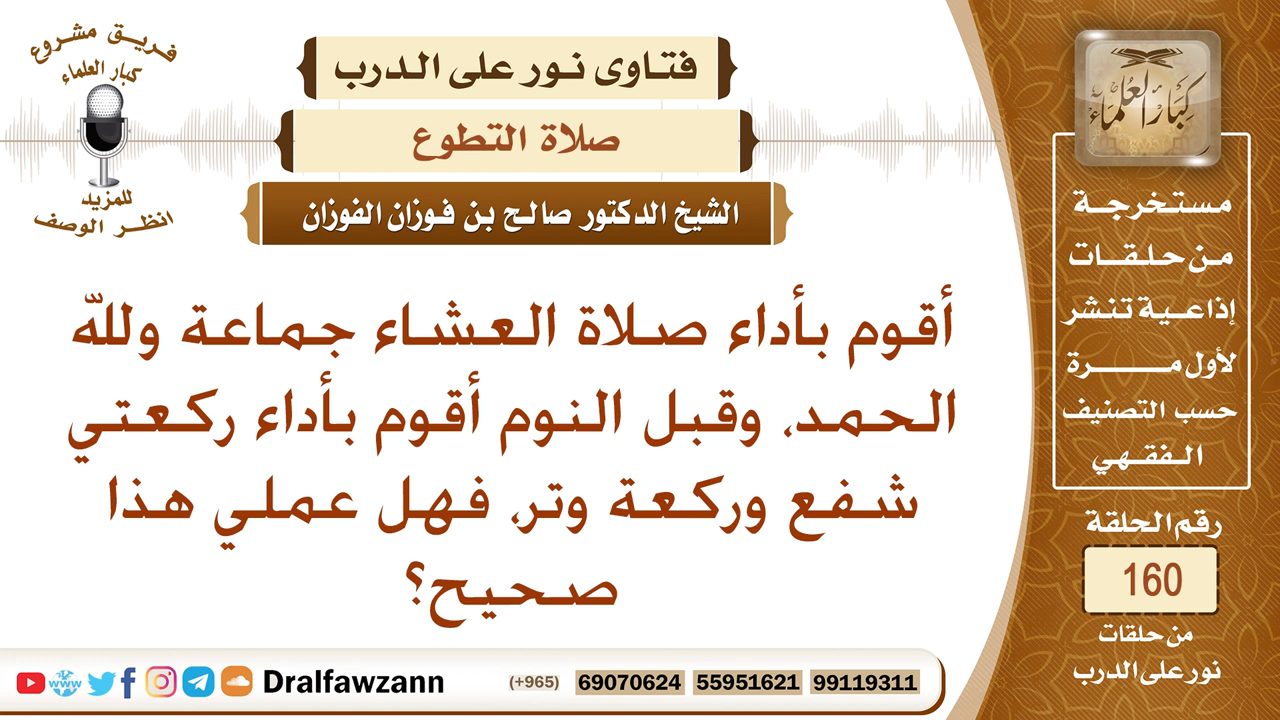 فريق مشروع
كبار العلماء
للمزيد
انظر الوصف
فتاوى نور على الدرب
صلاة التطوع
الشيخ الدكتور صالح بن فوزان الفوزان
أقوم بأداء صلاة العشاء جماعة ولله
الحمد، وقبل النوم أقوم بأداء ركعتي
شفع وركعة وتر، فهل عملي هذا
صحيح؟
كبار العلماء
مستخرجة
من حلقات
إذاعية تنشر
لأول مرة
حسب التصنيف
الفقهي
رقم الحلقة
160
من حلقات
نور على الدرب
www
Dralfawzann
(+965) 69070624 55951621 99119311